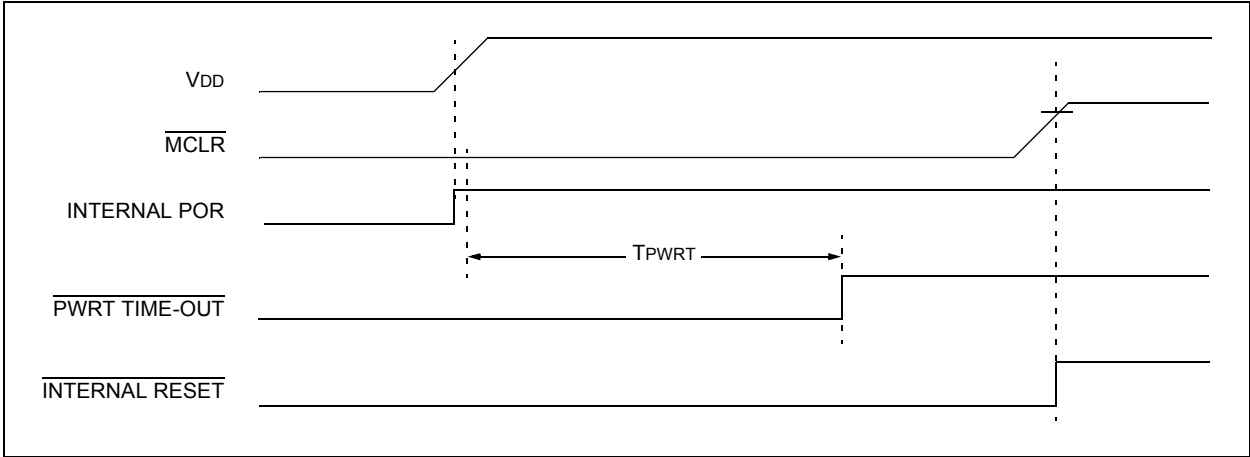 VDD
MCLR
INTERNAL POR
TPWRT
PWRT TIME-OUT
INTERNAL RESET